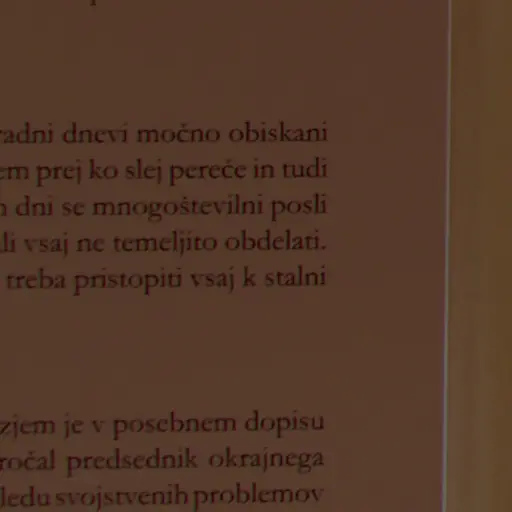 radni dnevi močno obiskani
em prej ko slej pereče in tudi
n dni se mnogoštevilni posli
li vsaj ne temeljito obdelati.
treba pristopiti vsaj k stalni
zjem je v posebnem dopisu
ročal predsednik okrajnega
ledu svojstvenih problemov